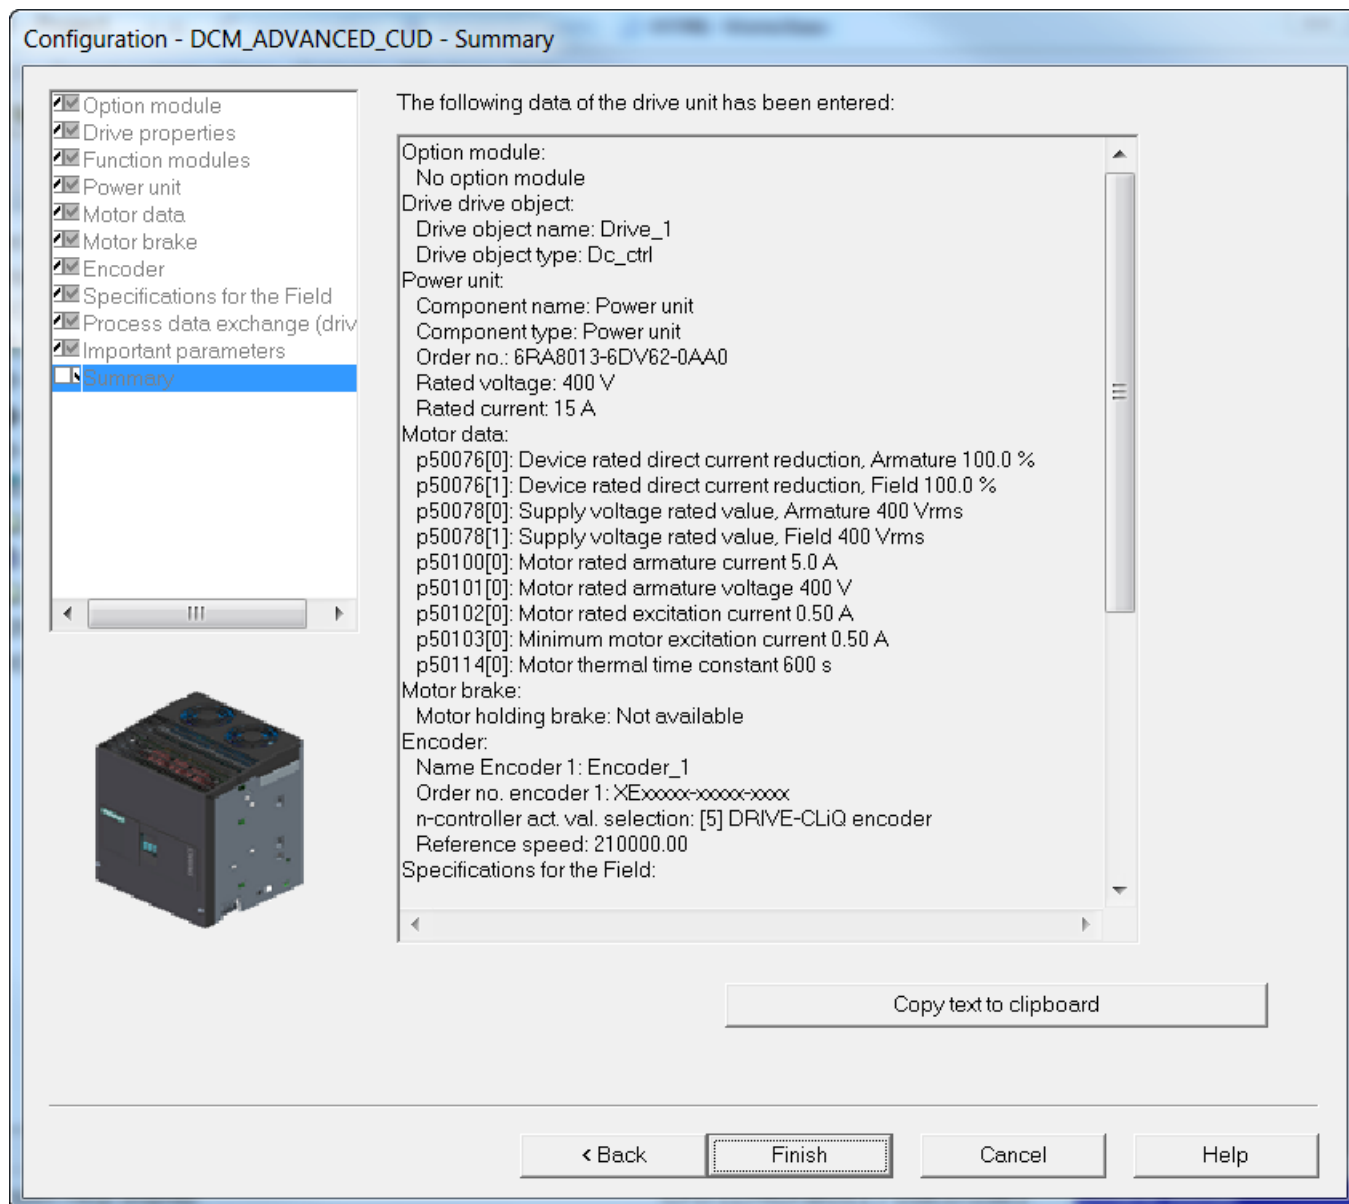 Configuration - DCM_ADVANCED_CUD - Summary
Option module
Drive properties
Function modules
Power unit
Motor data
Motor brake
Encoder
Specifications for the Field
Process data exchange (driv
Important parameters
Summary
The following data of the drive unit has been entered:
Option module:
No option module
Drive drive object:
Drive object name: Drive_1
Drive object type: Dc_ctrl
Power unit:
Component name: Power unit
Component type: Power unit
Order no.: 6RA8013-6DV62-0AA0
Rated voltage: 400 V
Rated current: 15 A
Motor data:
p50076[0]: Device rated direct current reduction, Armature 100.0 %
p50076[1]: Device rated direct current reduction, Field 100.0 %
p50078[0]: Supply voltage rated value, Armature 400 Vrms
p50078[1]: Supply voltage rated value, Field 400 Vrms
p50100[0]: Motor rated armature current 5.0 A
p50101[0]: Motor rated armature voltage 400 V
p50102[0]: Motor rated excitation current 0.50 A
p50103[0]: Minimum motor excitation current 0.50 A
p50114[0]: Motor thermal time constant 600 s
Motor brake:
Motor holding brake: Not available
Encoder:
Name Encoder 1: Encoder_1
Order no. encoder 1: XExxxxx-xxxxx-xxxx
n-controller act. val. selection: [5] DRIVE-CLiQ encoder
Reference speed: 210000.00
Specifications for the Field:
Copy text to clipboard
< Back
Finish
Cancel
Help